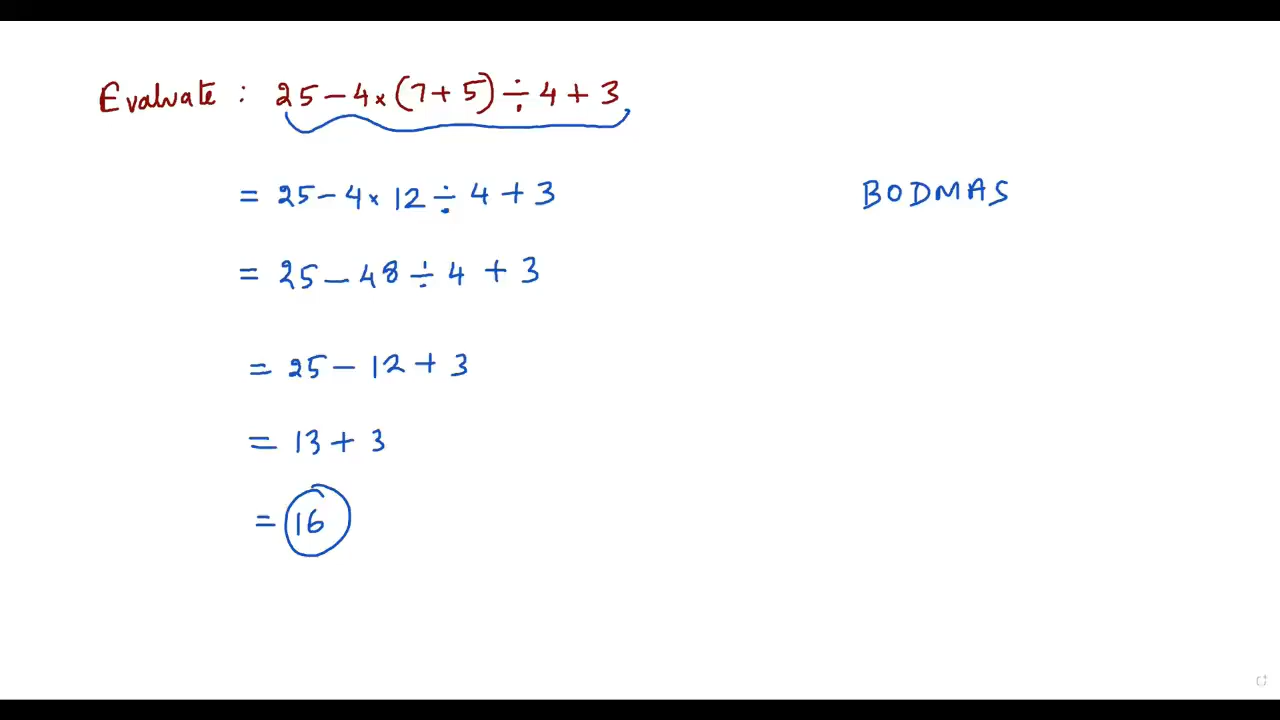 Evaluate : 25 − 4 × (7 + 5) ÷ 4 + 3
= 25 − 4 × 12 ÷ 4 + 3
BODMAS
= 25 − 48 ÷ 4 + 3
= 25 − 12 + 3
= 13 + 3
= 16